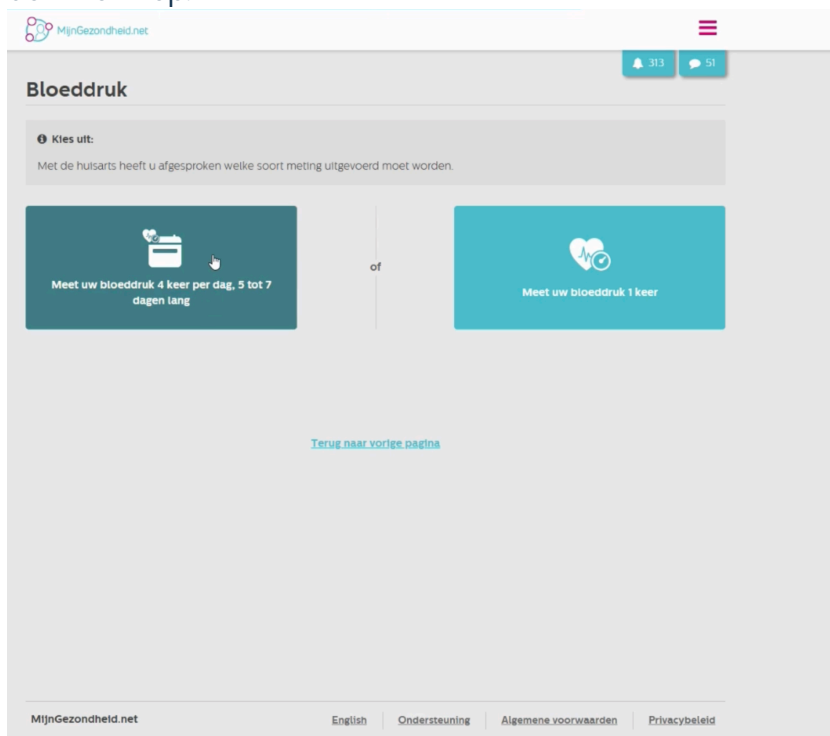 MijnGezondheid.net
313
51
Bloeddruk
Kies uit:
Met de huisarts heeft u afgesproken welke soort meting uitgevoerd moet worden.
Meet uw bloeddruk 4 keer per dag, 5 tot 7
dagen lang
of
Meet uw bloeddruk 1 keer
Terug naar vorige pagina
MijnGezondheid.net
English
Ondersteuning
Algemene voorwaarden
Privacybeleid